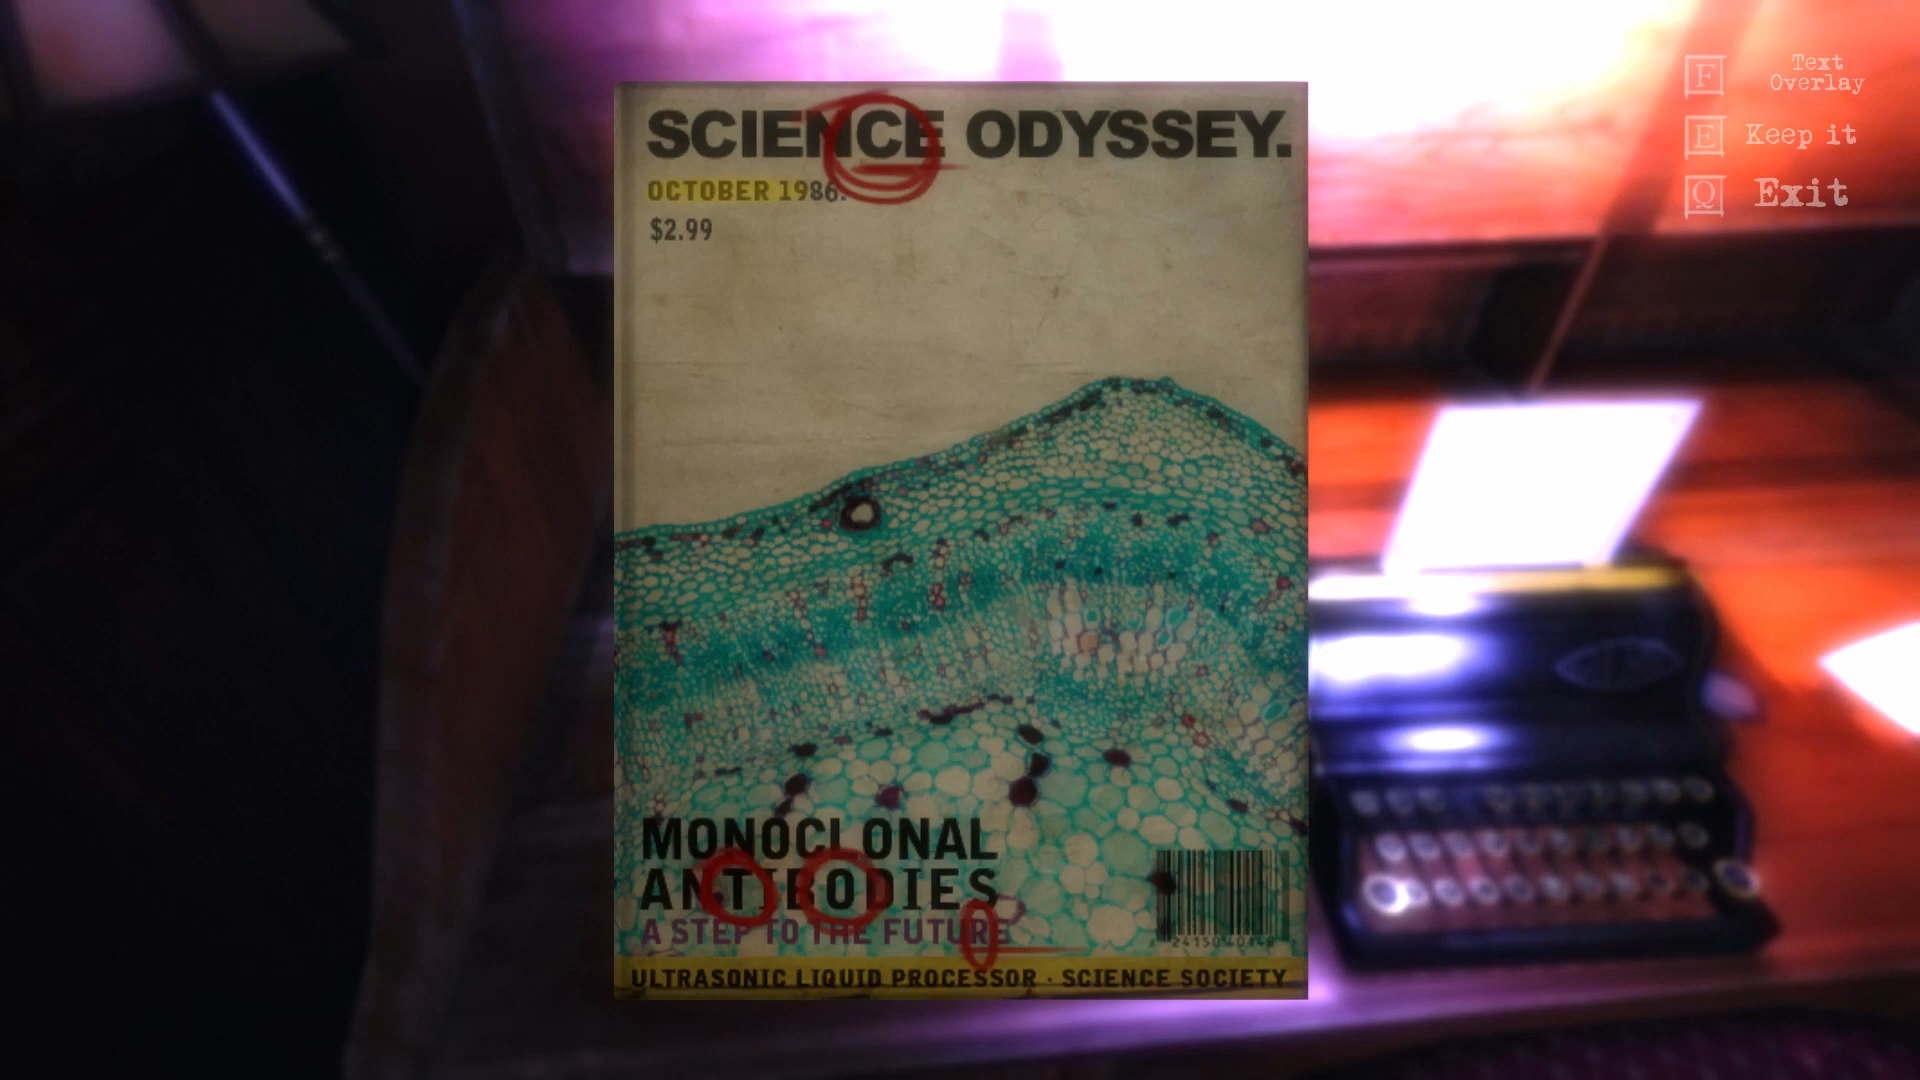 SCIENCE ODYSSEY.
OCTOBER 1986.
$2.99
MONOCLONAL
ANTIBODIES
A STEP TO THE FUTURE
ULTRASONIC LIQUID PROCESSOR · SCIENCE SOCIETY
F Text
Overlay
E Keep it
Q Exit